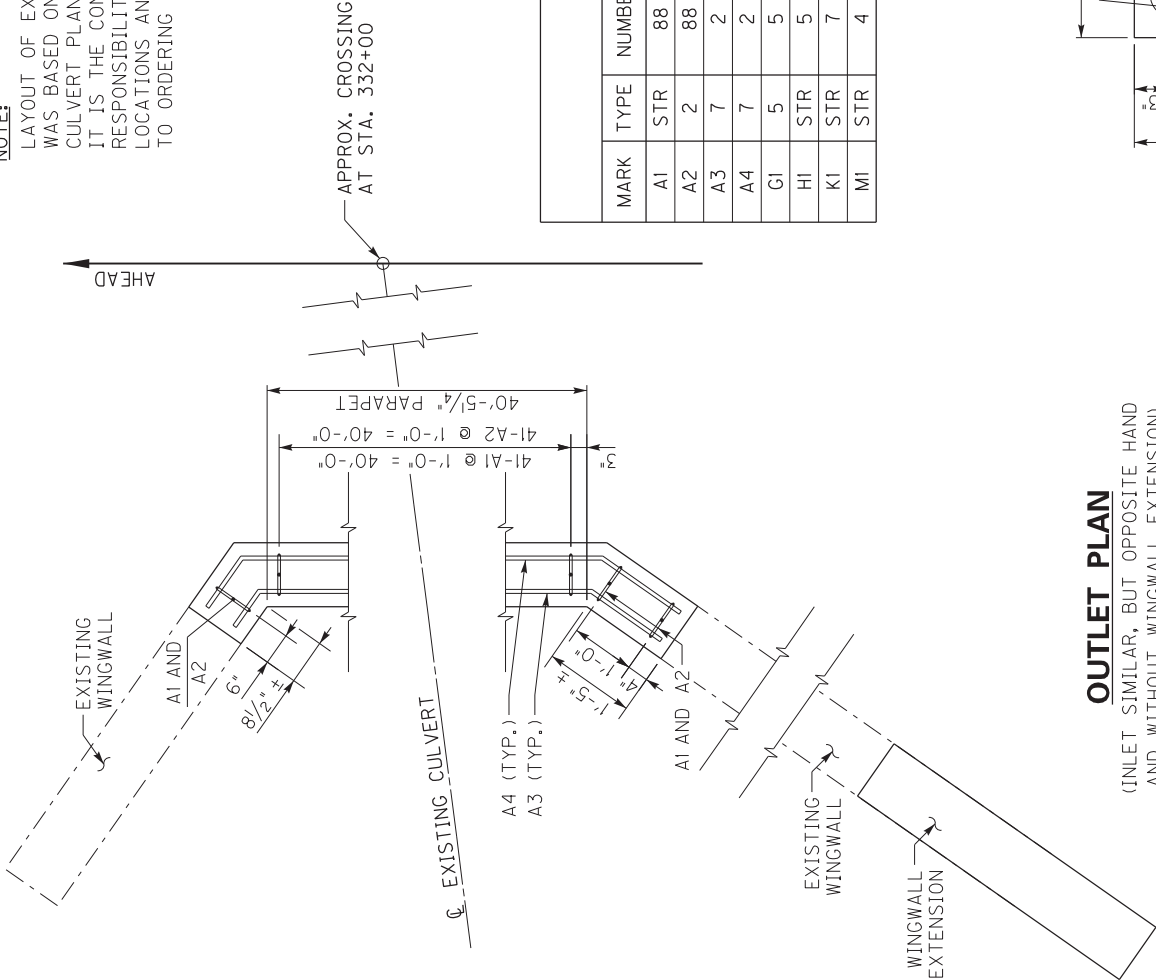 NOTE:
LAYOUT OF EX
WAS BASED ON
CULVERT PLAN
IT IS THE CON
RESPONSIBILIT
LOCATIONS AN
TO ORDERING
APPROX. CROSSING
AT STA. 332+00
AHEAD
MARK TYPE NUMBE
A1 STR 88
A2 2 88
A3 7 2
A4 7 2
G1 5 5
H1 STR 5
K1 STR 7
M1 STR 4
40'-5 1/4" PARAPET
41-A2 @ 1'-0" = 40'-0"
41-A1 @ 1'-0" = 40'-0"
3"
EXISTING
WINGWALL
A1 AND
A2
6"
8 1/2" ±
℄ EXISTING CULVERT
A4 (TYP.)
A3 (TYP.)
1'-0"
4"
1'-5" ±
A1 AND A2
EXISTING
WINGWALL
WINGWALL
EXTENSION
OUTLET PLAN
(INLET SIMILAR, BUT OPPOSITE HAND
AND WITHOUT WINGWALL EXTENSION)